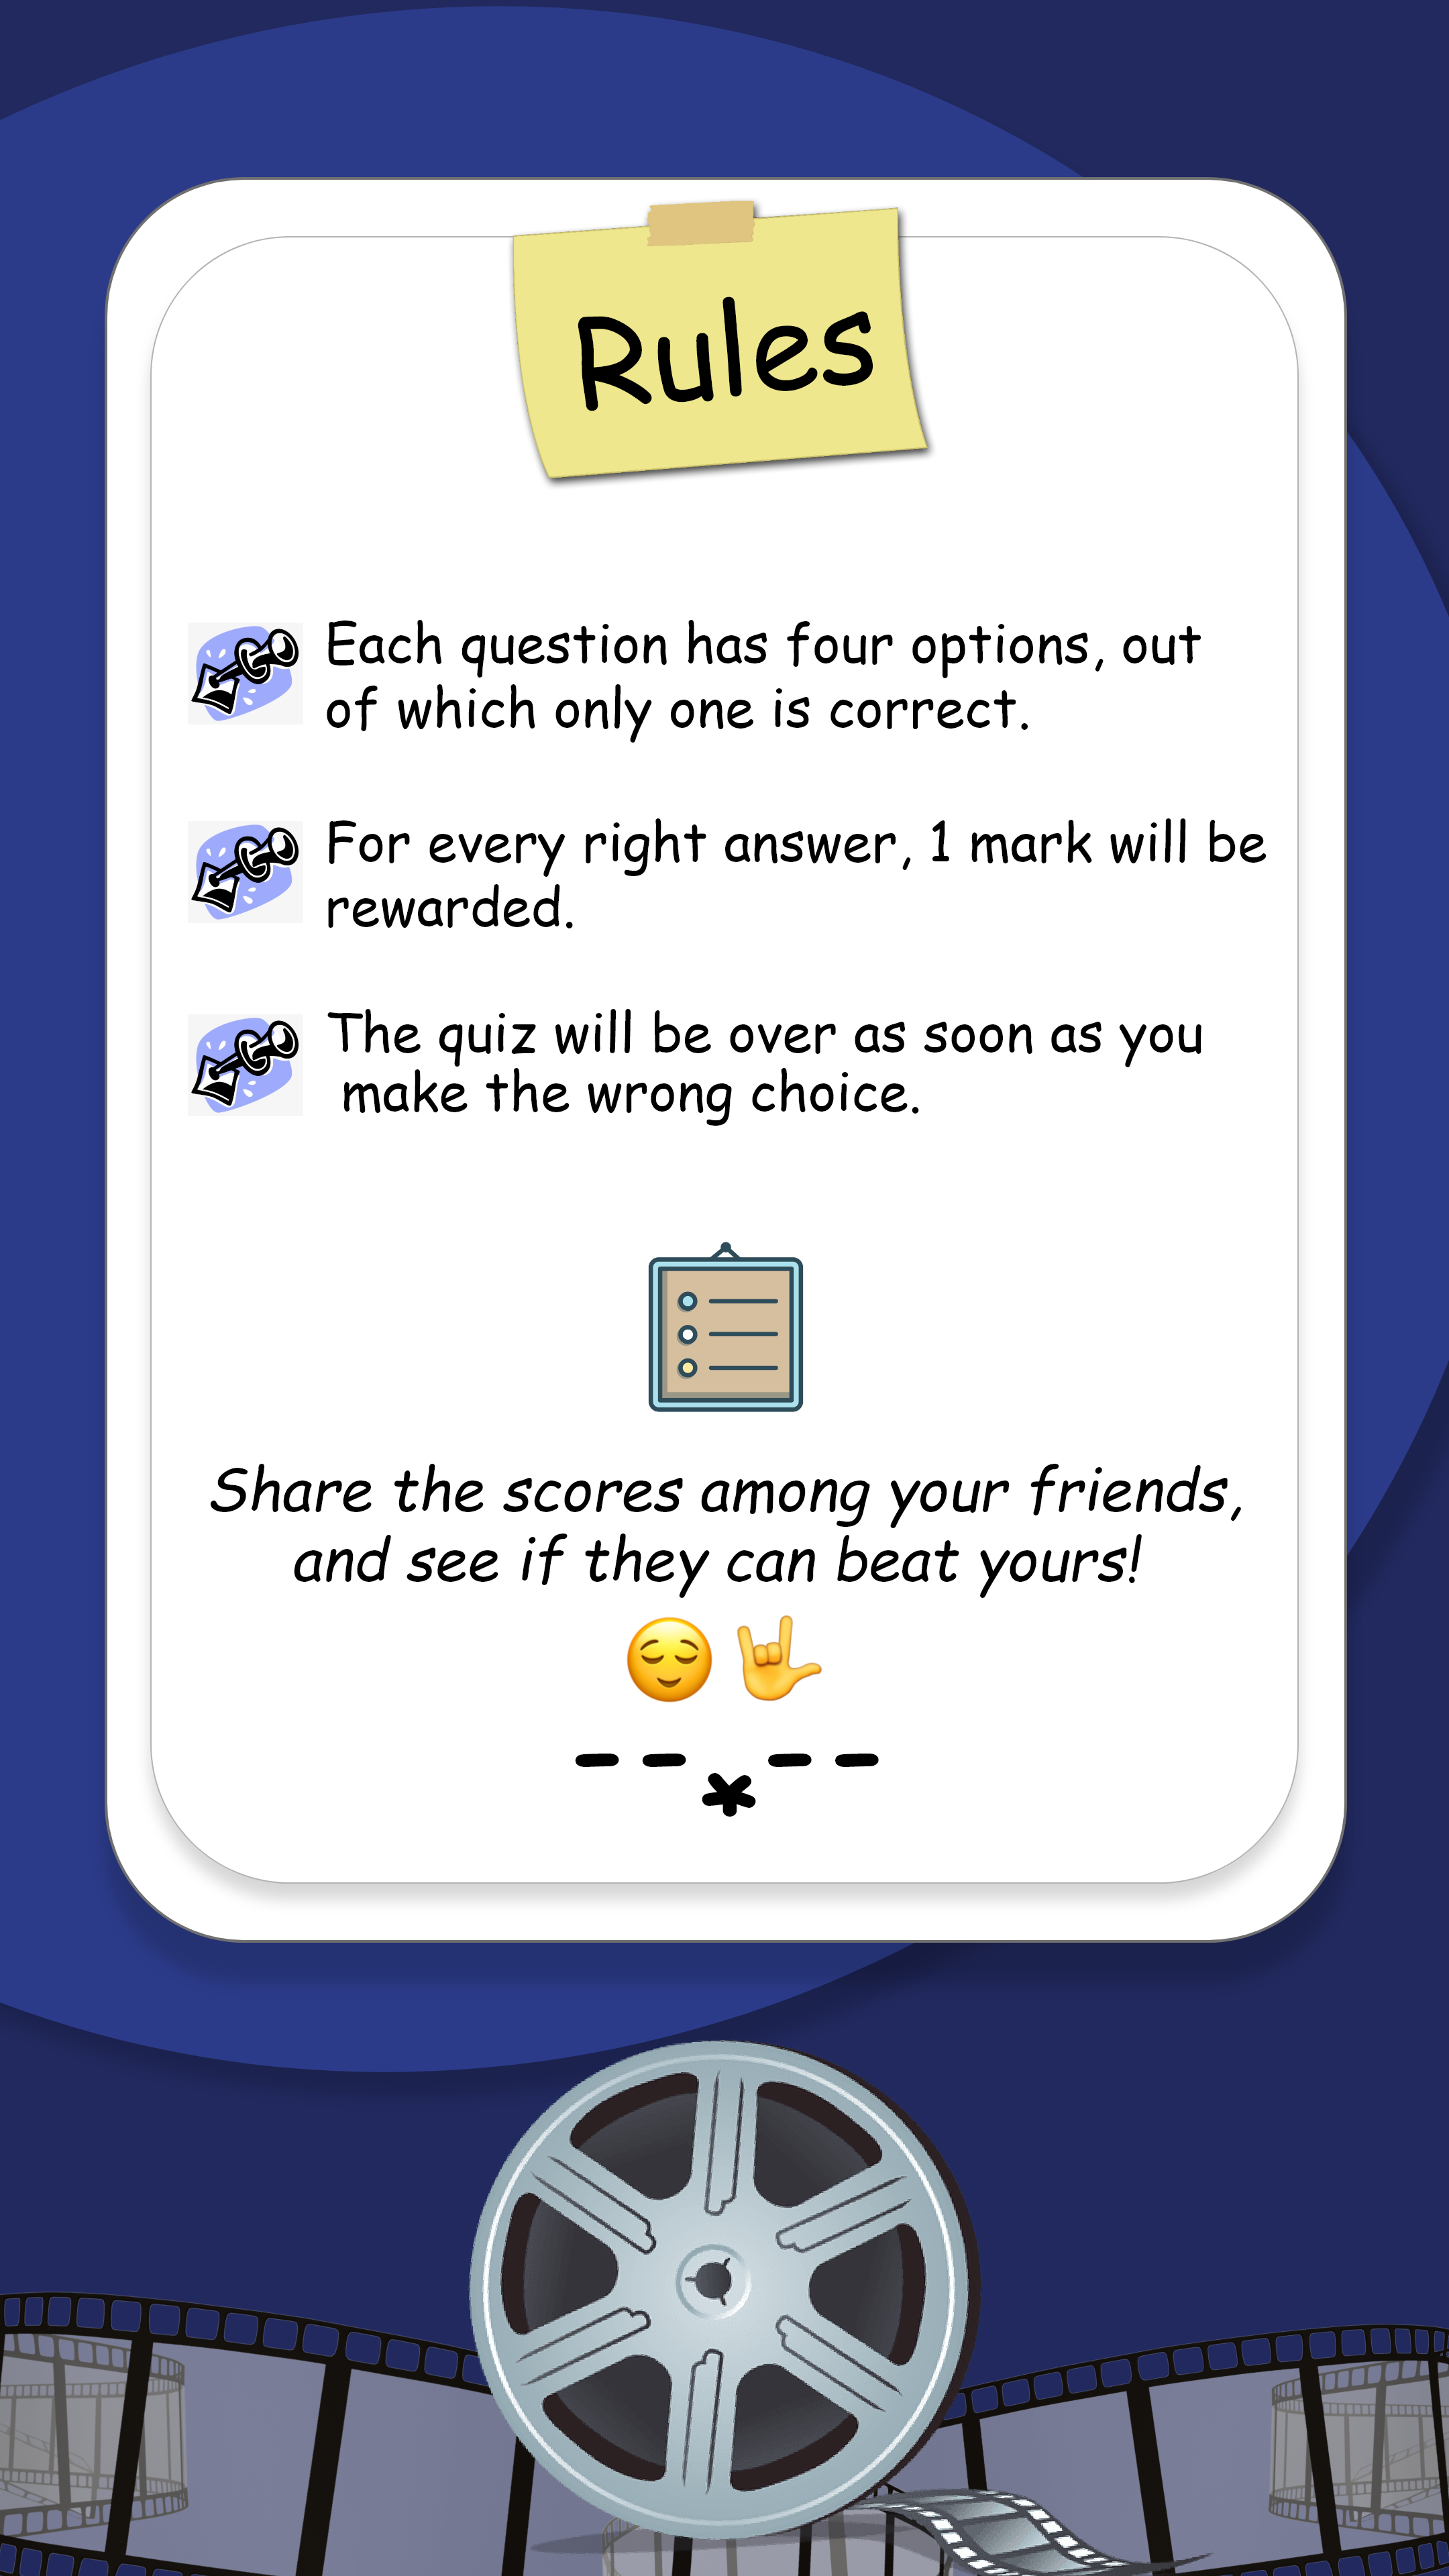 Rules
Each question has four options, out
of which only one is correct.
For every right answer, 1 mark will be
rewarded.
The quiz will be over as soon as you
make the wrong choice.
Share the scores among your friends,
and see if they can beat yours!
😌 🤟
- - * - -